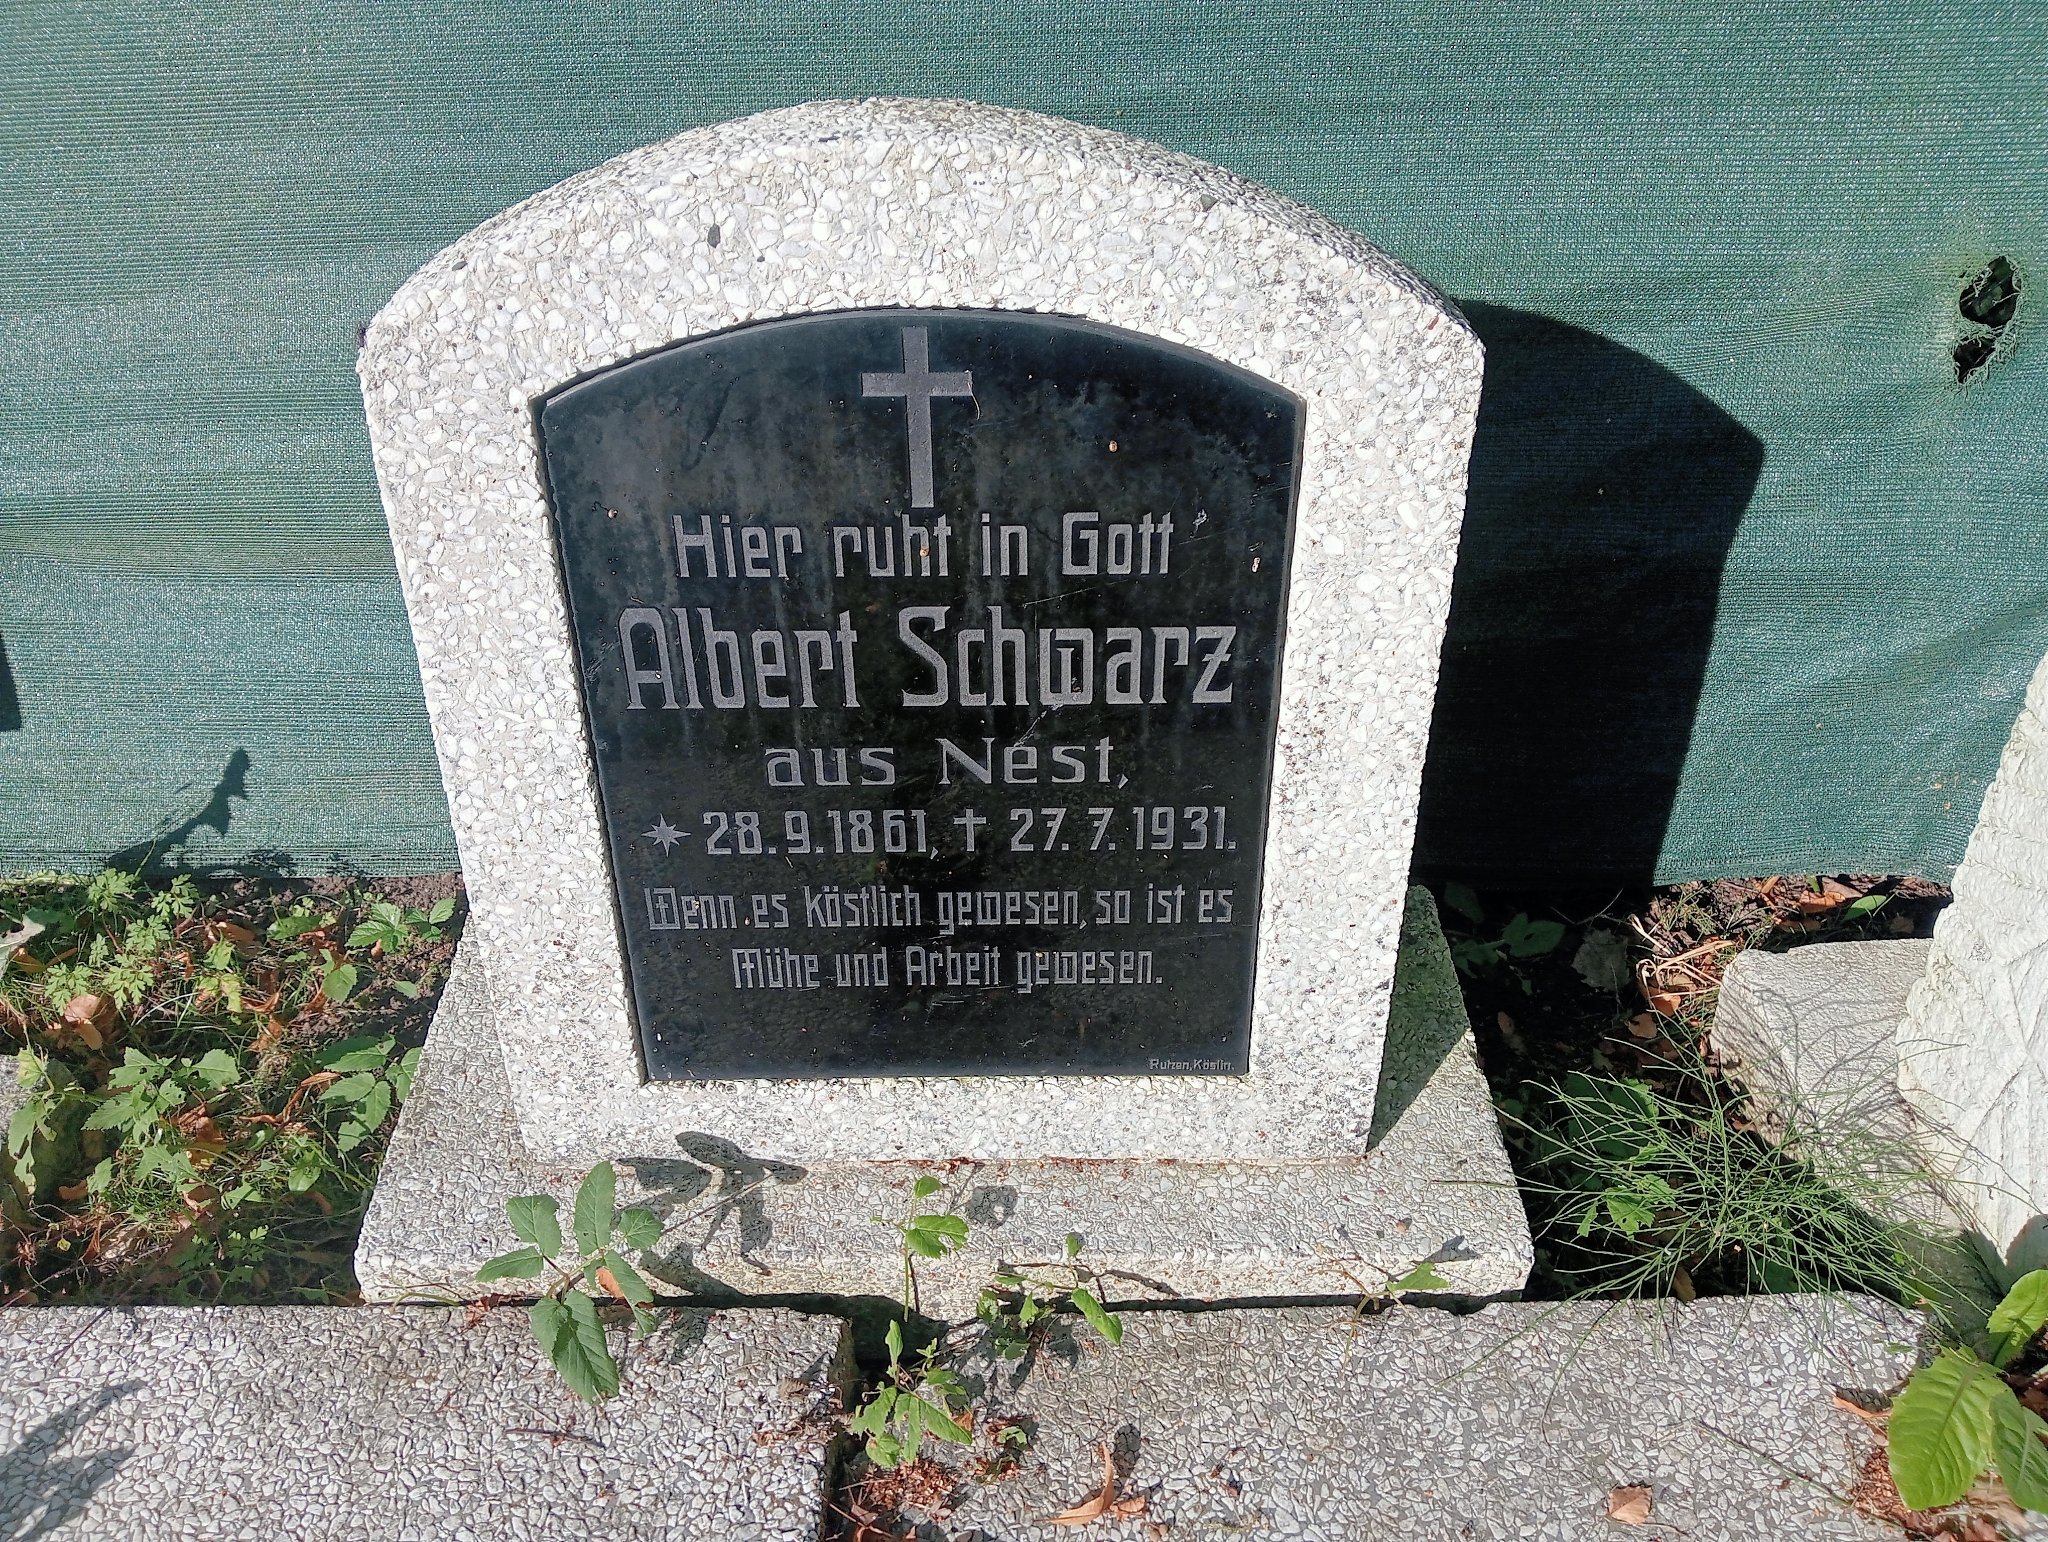 Hier ruht in Gott
Albert Schwarz
aus Nest,
* 28.9.1861, † 27.7.1931.
Wenn es köstlich gewesen, so ist es
Mühe und Arbeit gewesen.
Rutzen, Köslin.